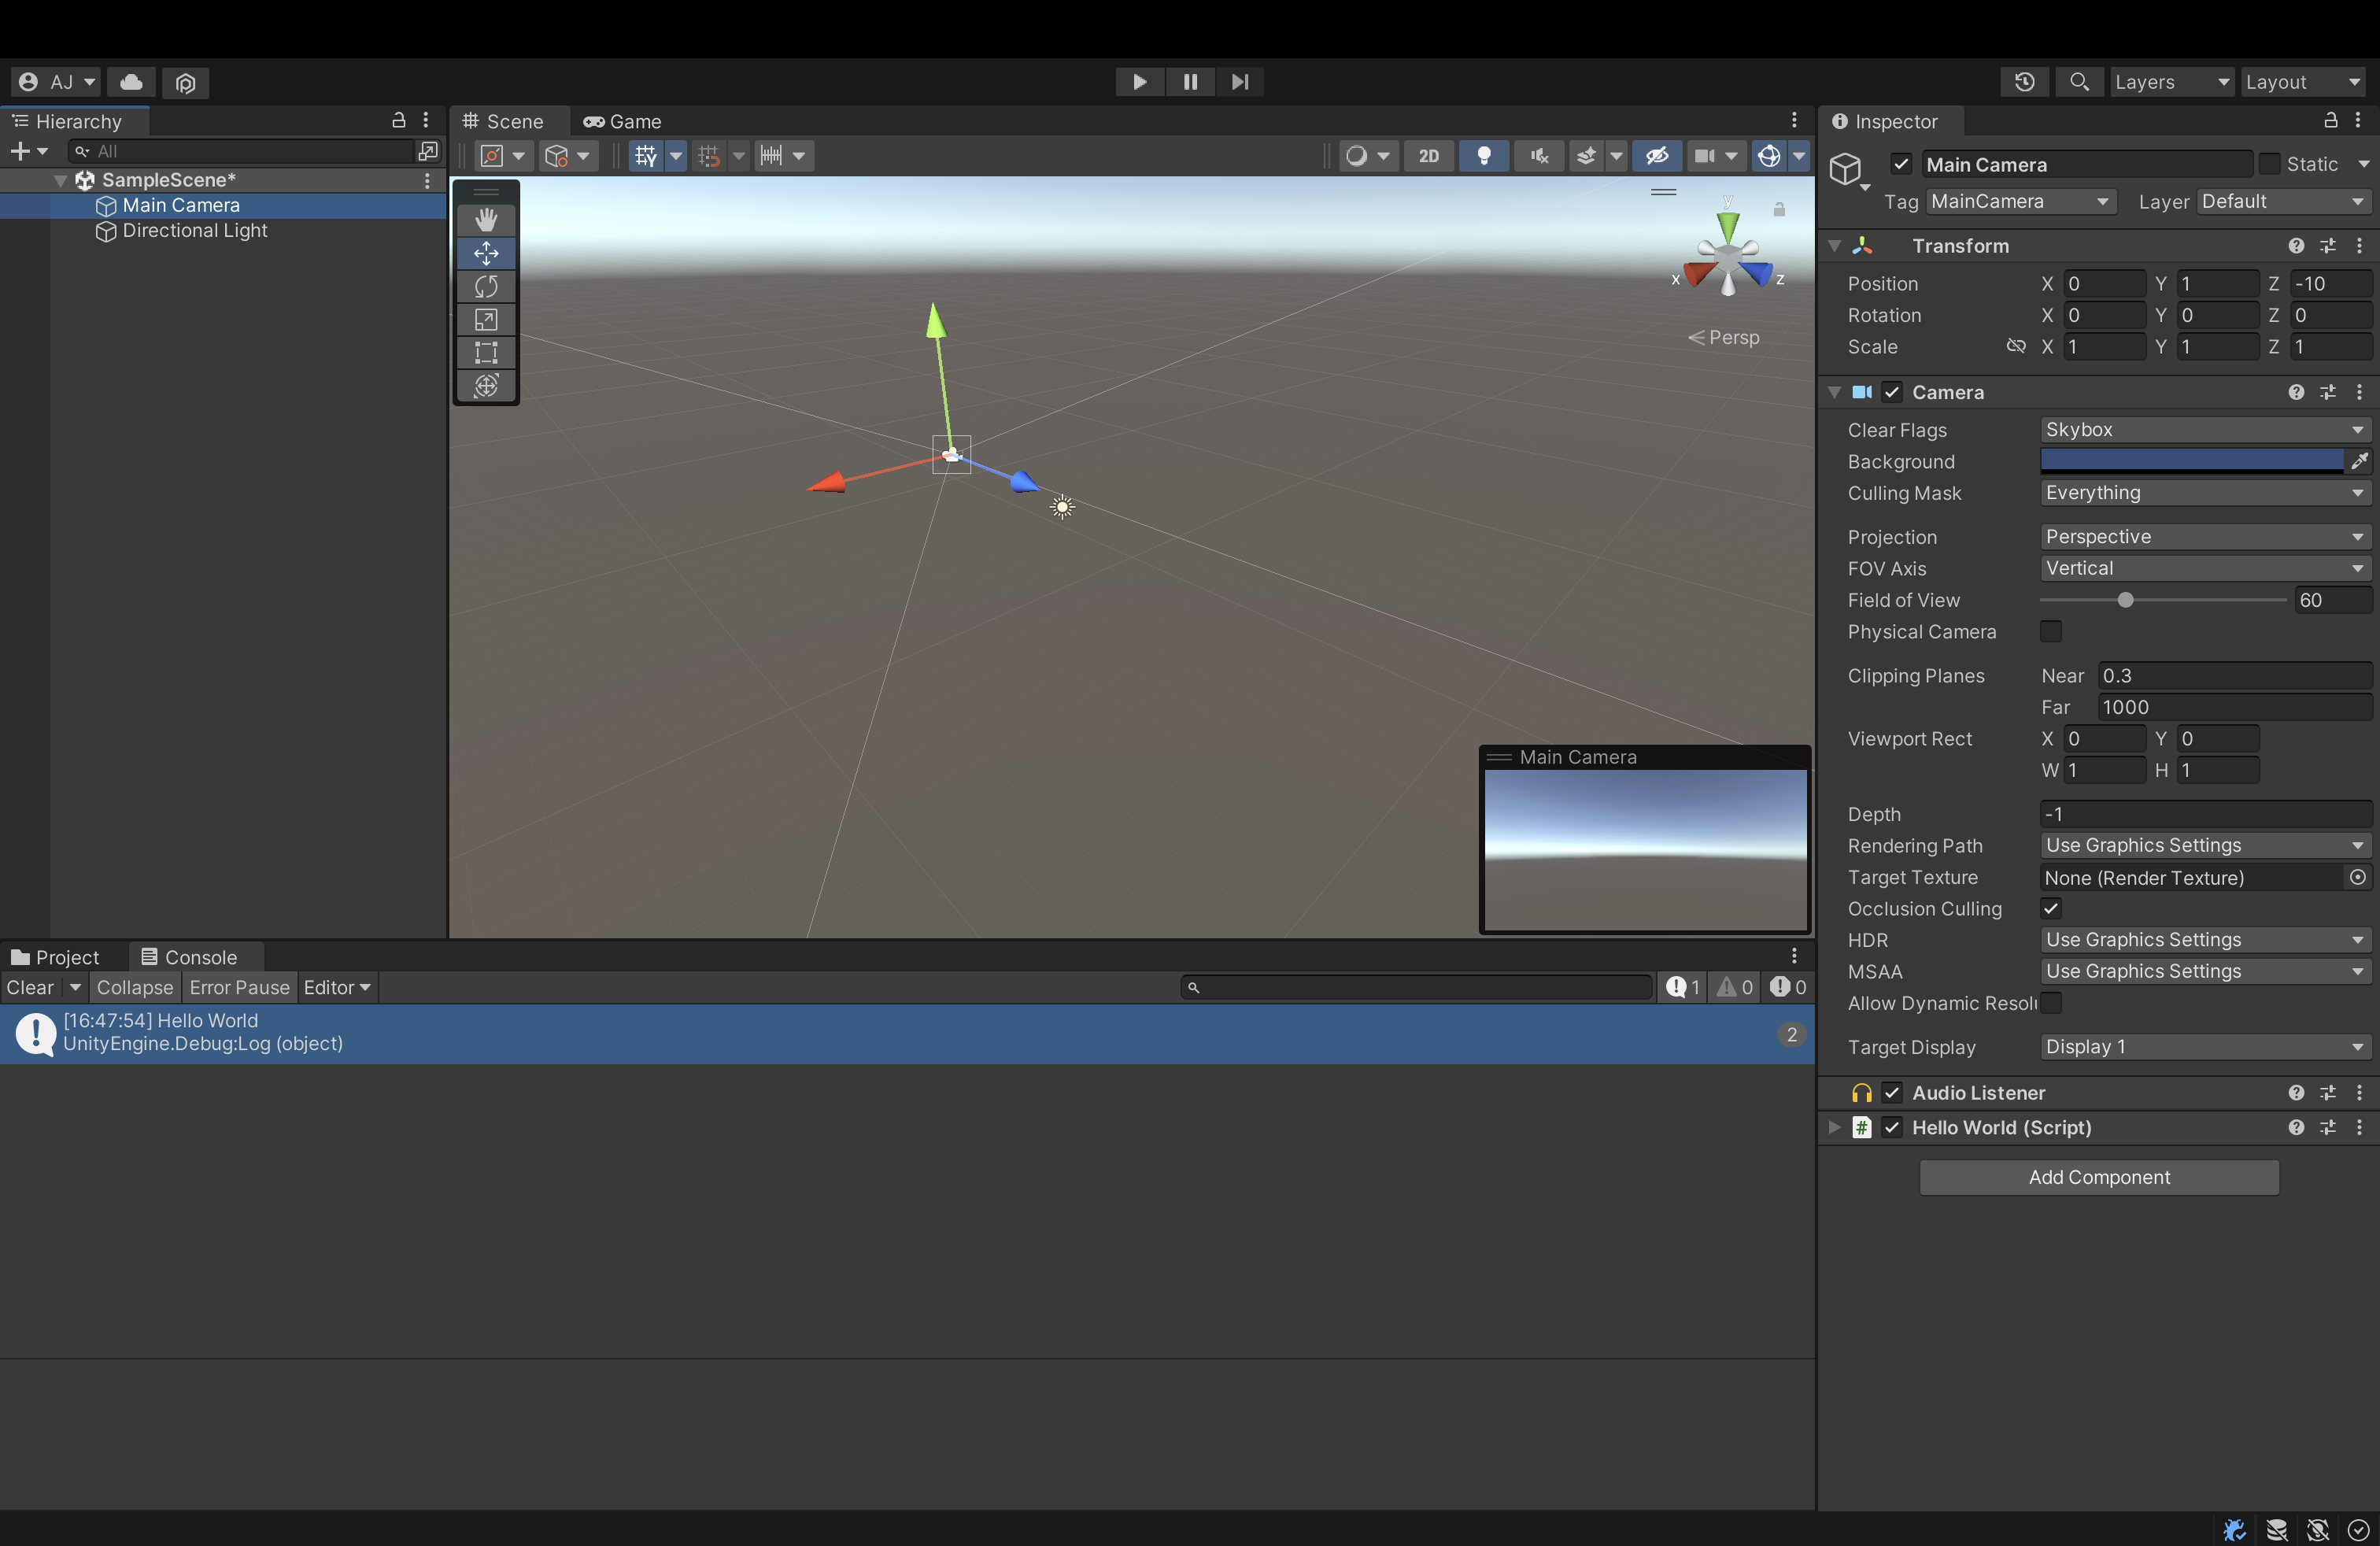 AJ
Layers
Layout
Hierarchy
All
SampleScene*
Main Camera
Directional Light
Scene
Game
2D
y
x
z
Persp
Main Camera
Project
Console
Clear
Collapse
Error Pause
Editor
1
0
0
[16:47:54] Hello World
UnityEngine.Debug:Log (object)
2
Inspector
Main Camera
Static
Tag MainCamera Layer Default
Transform
Position X 0 Y 1 Z -10
Rotation X 0 Y 0 Z 0
Scale X 1 Y 1 Z 1
Camera
Clear Flags Skybox
Background
Culling Mask Everything
Projection Perspective
FOV Axis Vertical
Field of View 60
Physical Camera
Clipping Planes Near 0.3
Far 1000
Viewport Rect X 0 Y 0
W 1 H 1
Depth -1
Rendering Path Use Graphics Settings
Target Texture None (Render Texture)
Occlusion Culling
HDR Use Graphics Settings
MSAA Use Graphics Settings
Allow Dynamic Resolu
Target Display Display 1
Audio Listener
# Hello World (Script)
Add Component